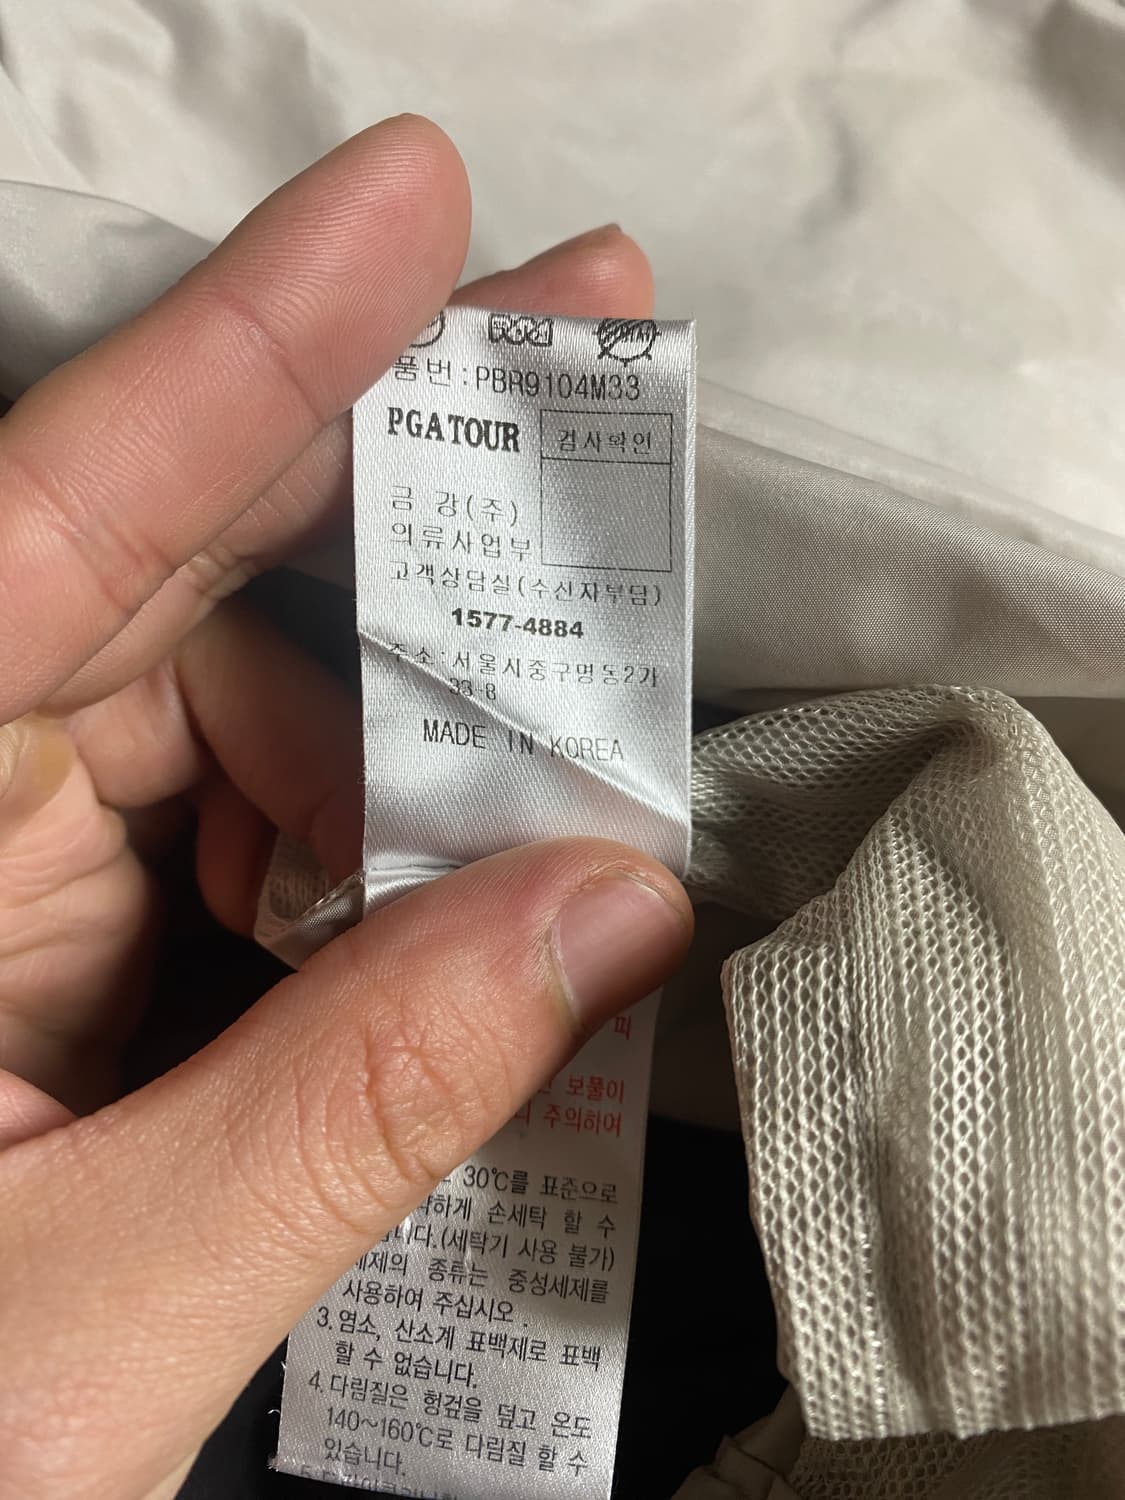 품번:PBR9104M33
PGATOUR
검사확인
금 강(주)
의류사업부
고객상담실(수신자부담)
1577-4884
주소:서울시중구명동2가
33-8
MADE IN KOREA
피
보풀이
주의하여
30℃를 표준으로
하게 손세탁 할 수
(세탁기 사용 불가)
종류는 중성세제를
사용하여 주십시오.
3. 염소, 산소계 표백제로 표백
할 수 없습니다.
4. 다림질은 헝겊을 덮고 온도
140~160℃로 다림질 할 수
있습니다.